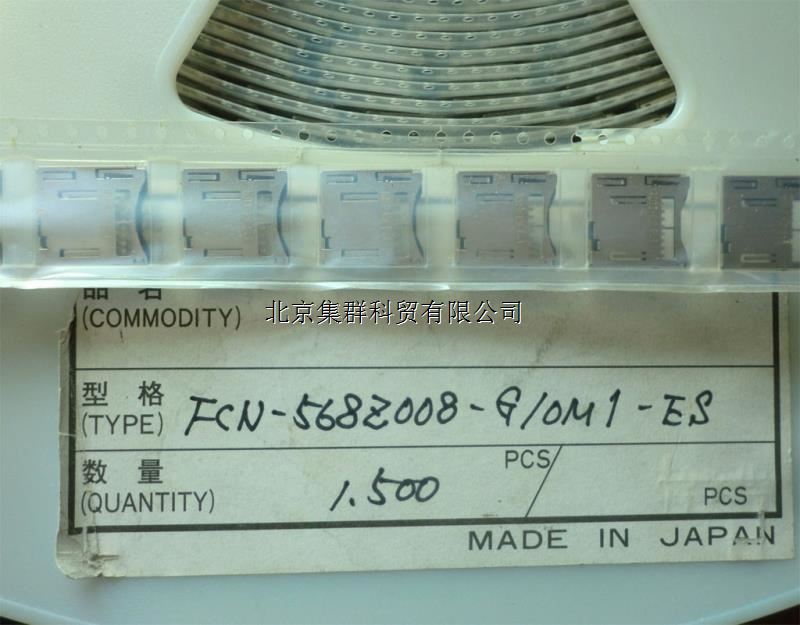 品名
(COMMODITY)
北京集群科贸有限公司
型 格
(TYPE) FCN-568Z008-G/0M1-ES
数 量
(QUANTITY) 1.500 PCS/ PCS
MADE IN JAPAN